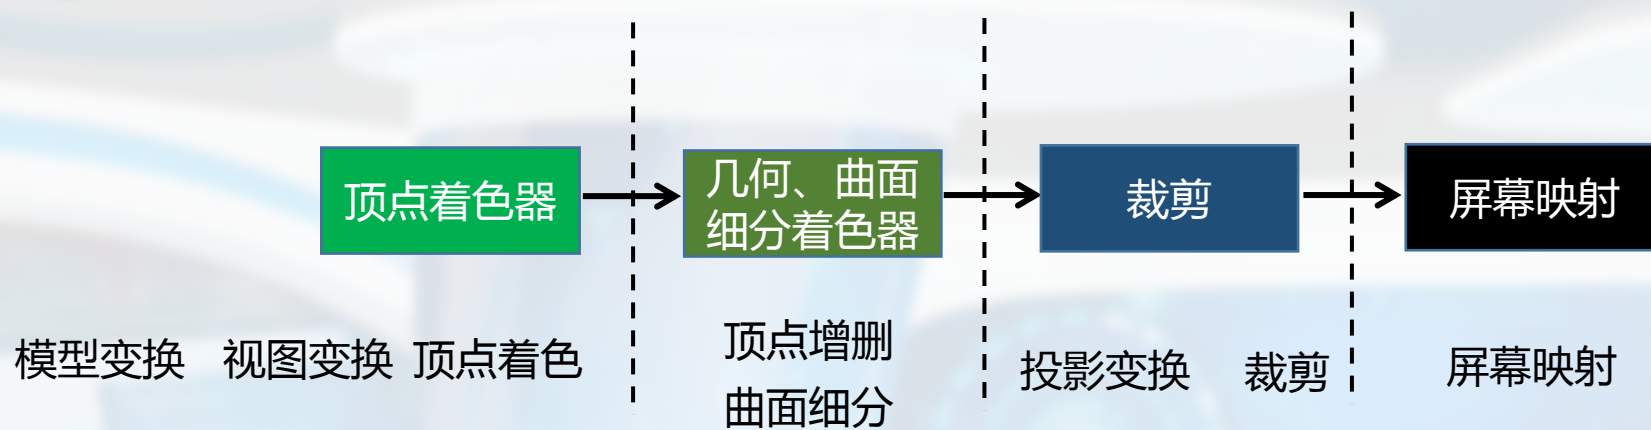 顶点着色器
几何、曲面
细分着色器
裁剪
屏幕映射
模型变换 视图变换 顶点着色
顶点增删
曲面细分
投影变换 裁剪
屏幕映射